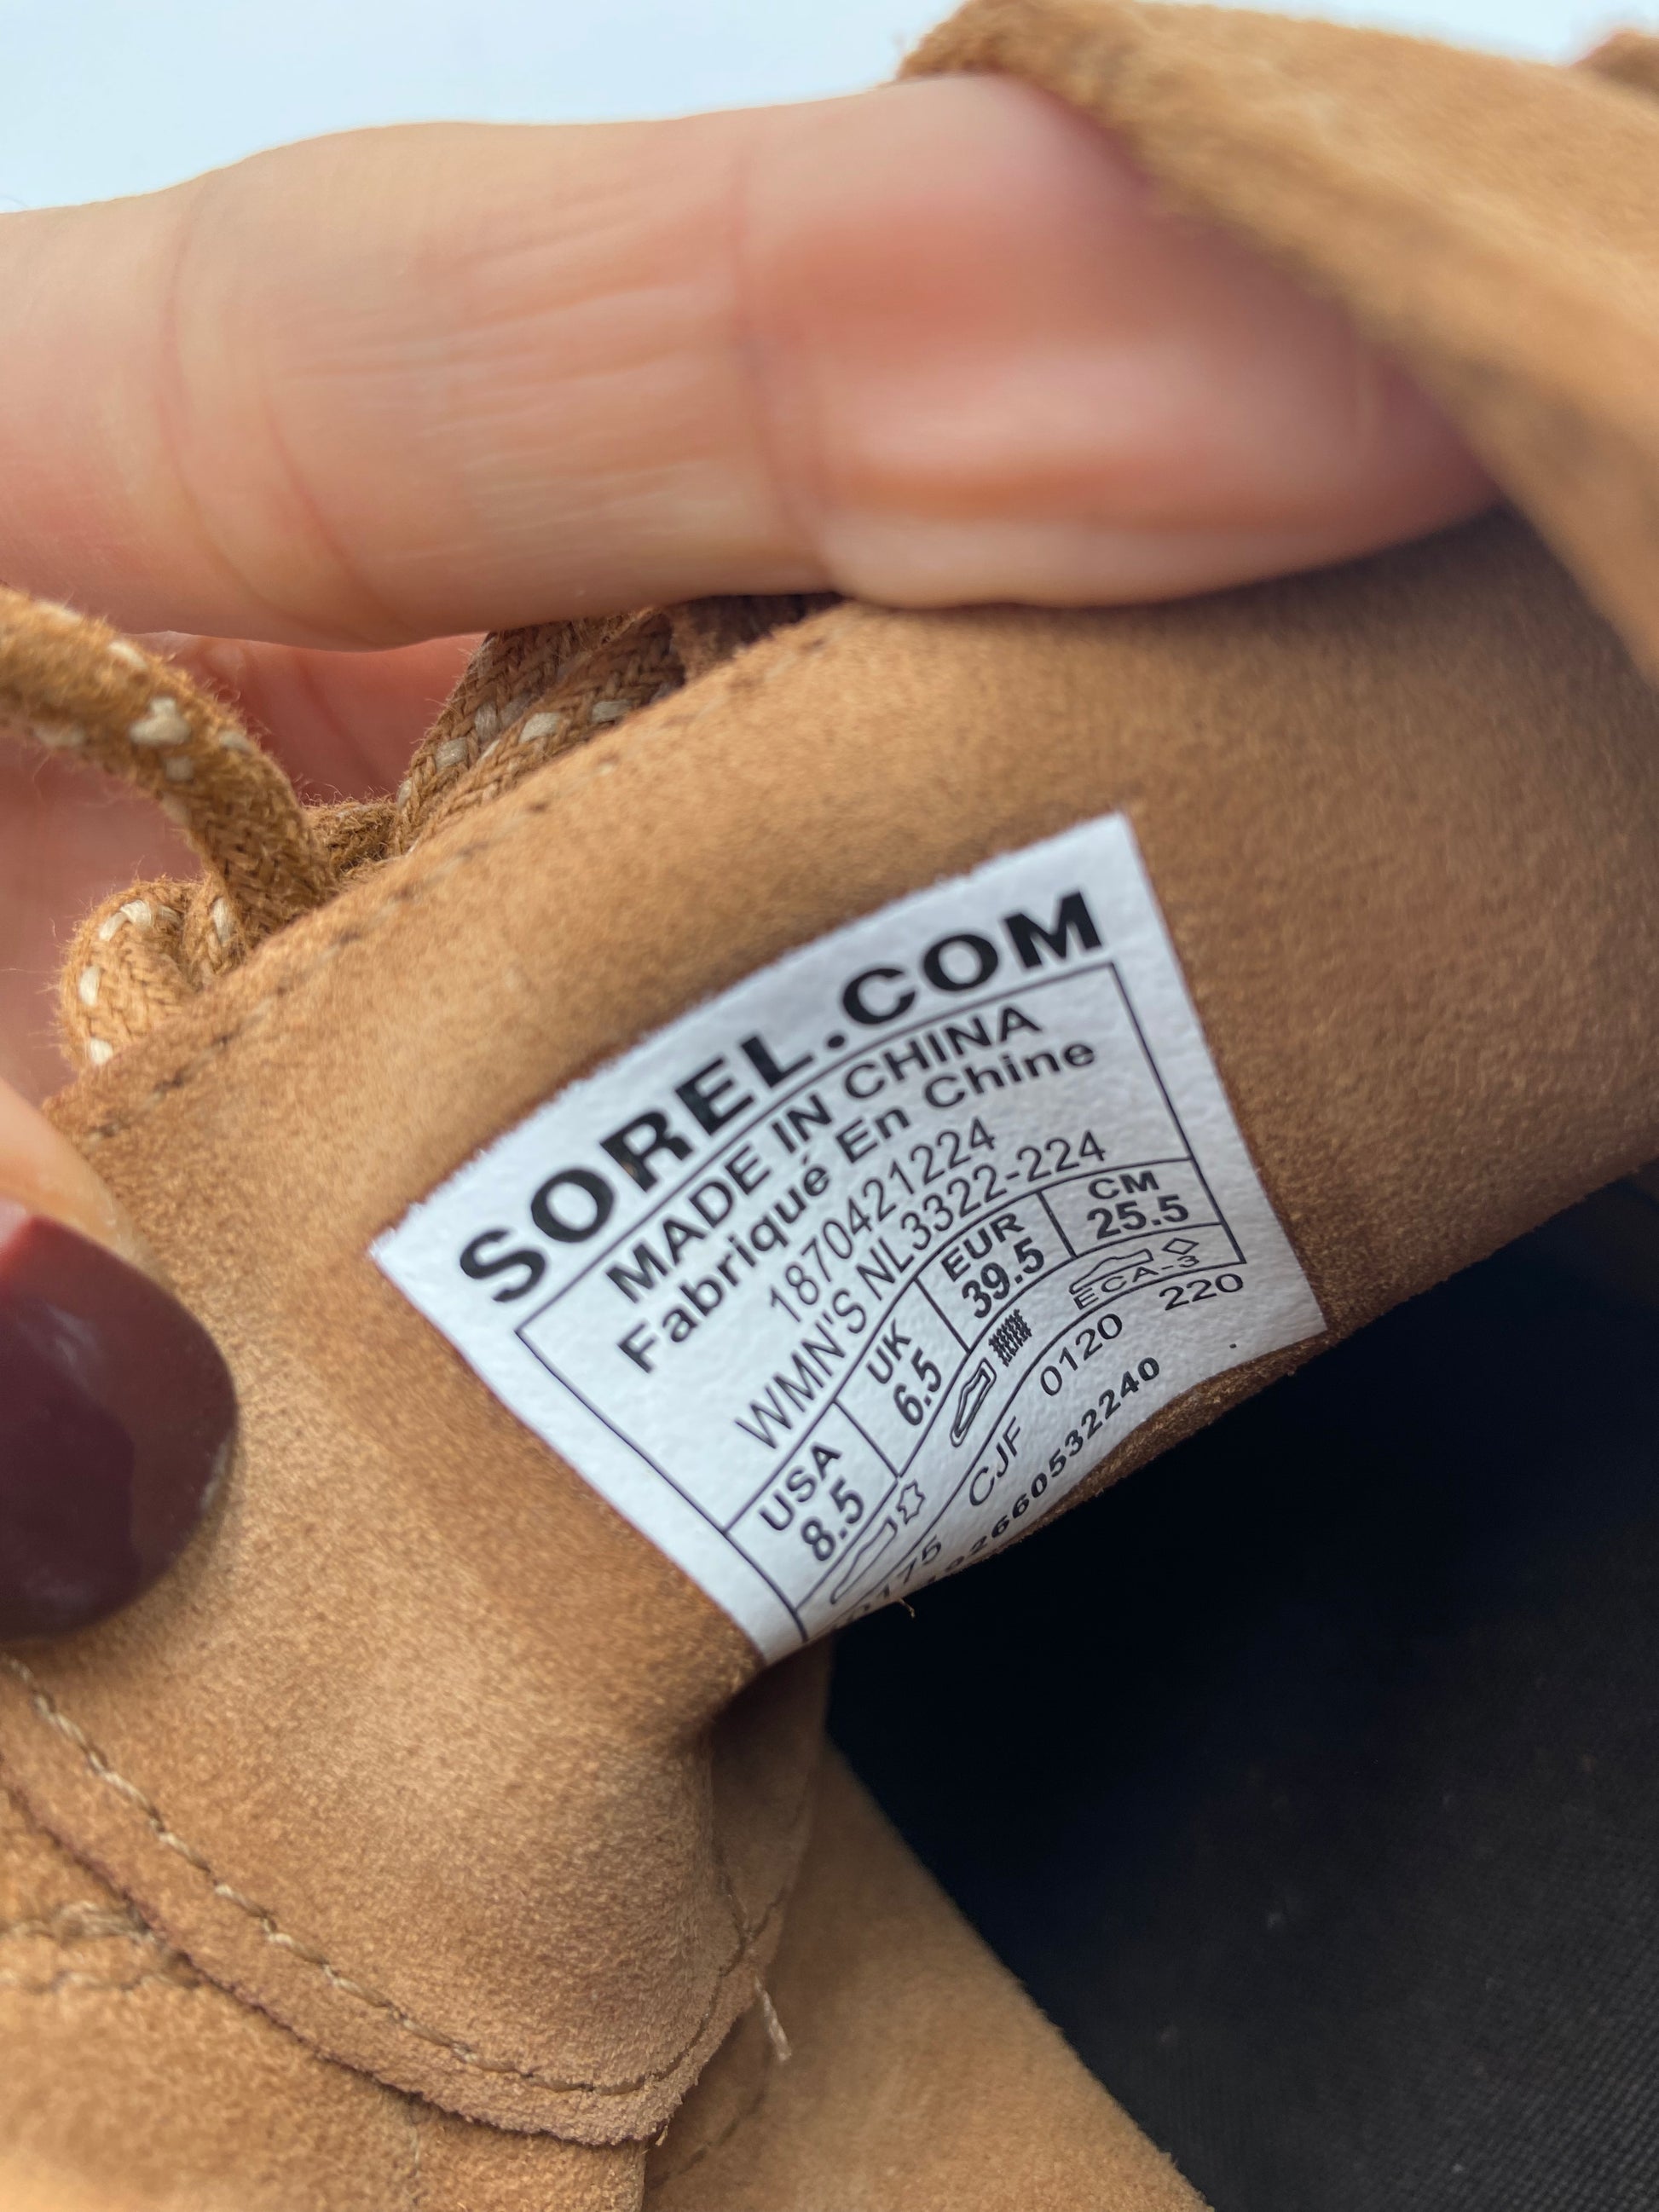 SOREL.COM
MADE IN CHINA
Fabriqué En Chine
1870421224
WMN'S NL3322-224
USA UK EUR CM
8.5 6.5 39.5 25.5
ECA-3
CJF 0120 220